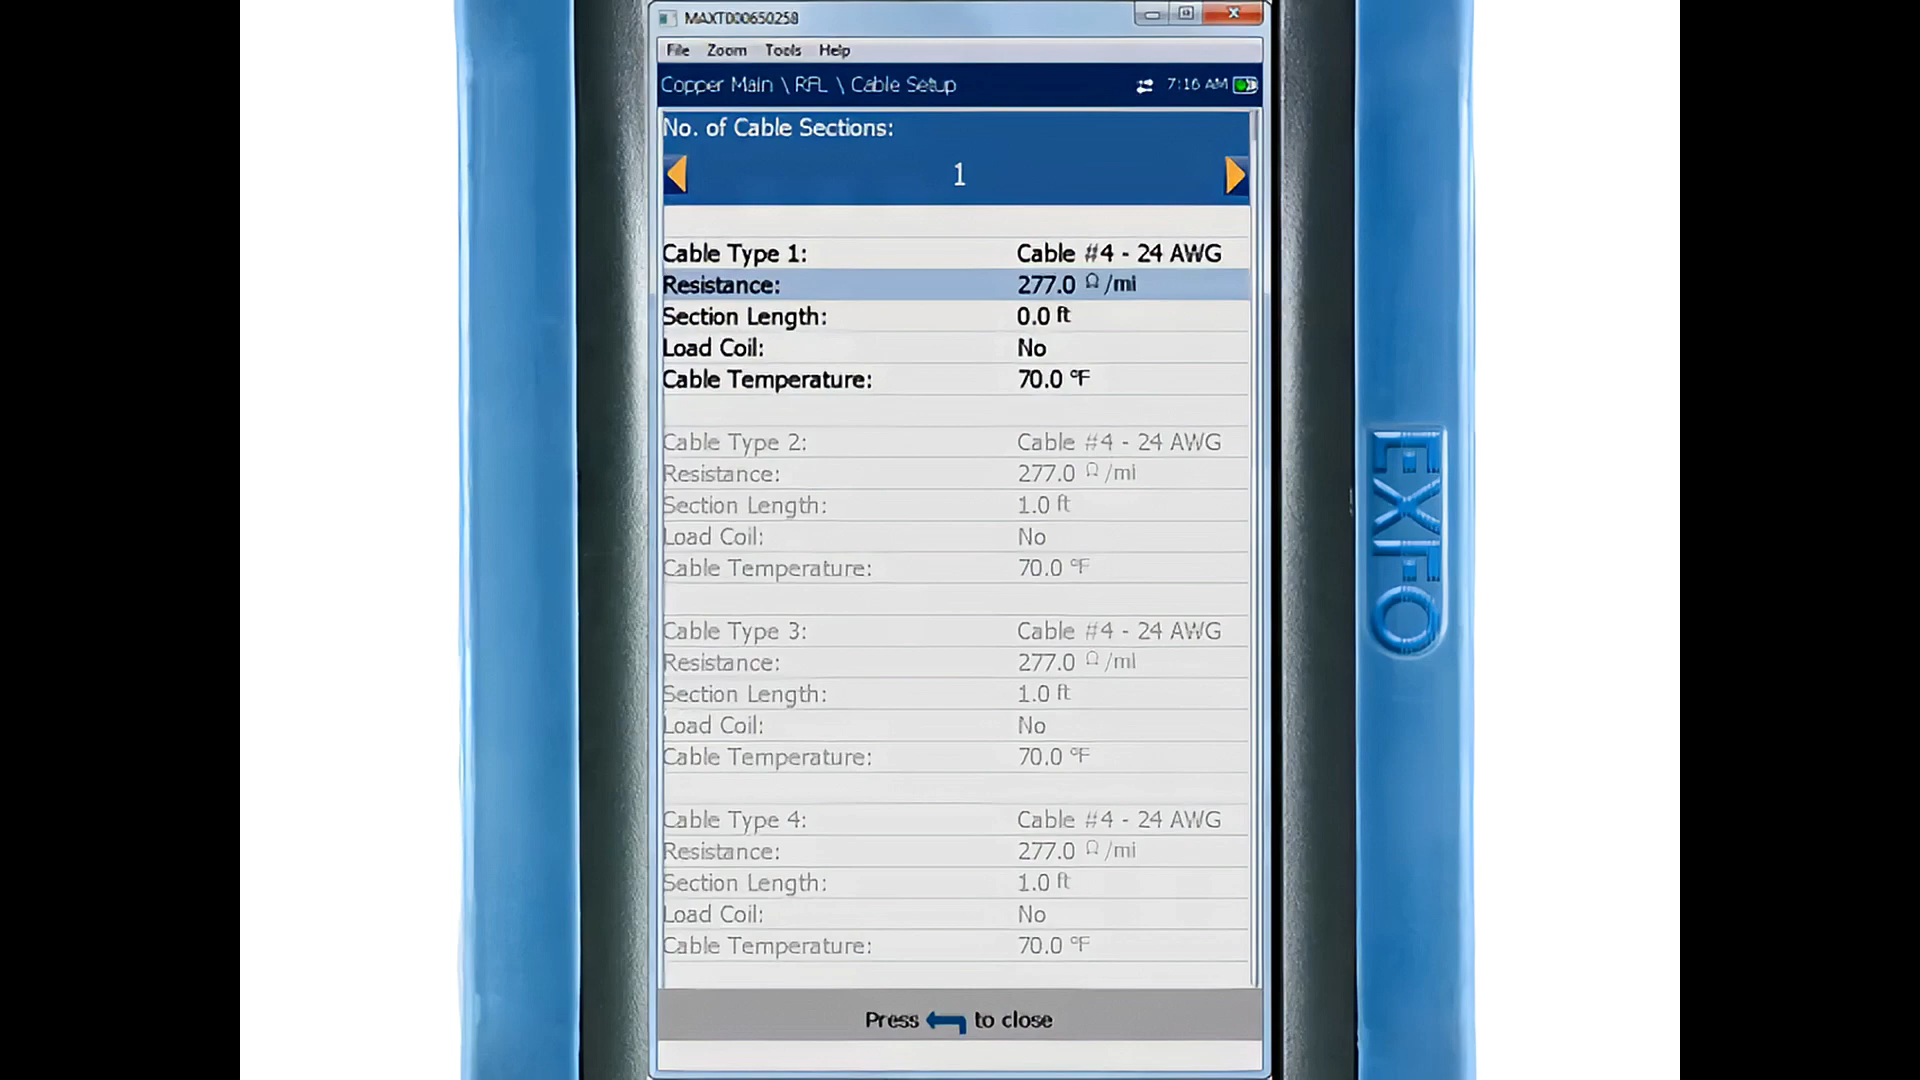 MAXT000650258
File Zoom Tools Help
Copper Main \ RFL \ Cable Setup 7:16 AM
No. of Cable Sections:
1
Cable Type 1: Cable #4 - 24 AWG
Resistance: 277.0 Ω/mi
Section Length: 0.0 ft
Load Coil: No
Cable Temperature: 70.0 °F
Cable Type 2: Cable #4 - 24 AWG
Resistance: 277.0 Ω/mi
Section Length: 1.0 ft
Load Coil: No
Cable Temperature: 70.0 °F
Cable Type 3: Cable #4 - 24 AWG
Resistance: 277.0 Ω/mi
Section Length: 1.0 ft
Load Coil: No
Cable Temperature: 70.0 °F
Cable Type 4: Cable #4 - 24 AWG
Resistance: 277.0 Ω/mi
Section Length: 1.0 ft
Load Coil: No
Cable Temperature: 70.0 °F
Press to close
EXFO